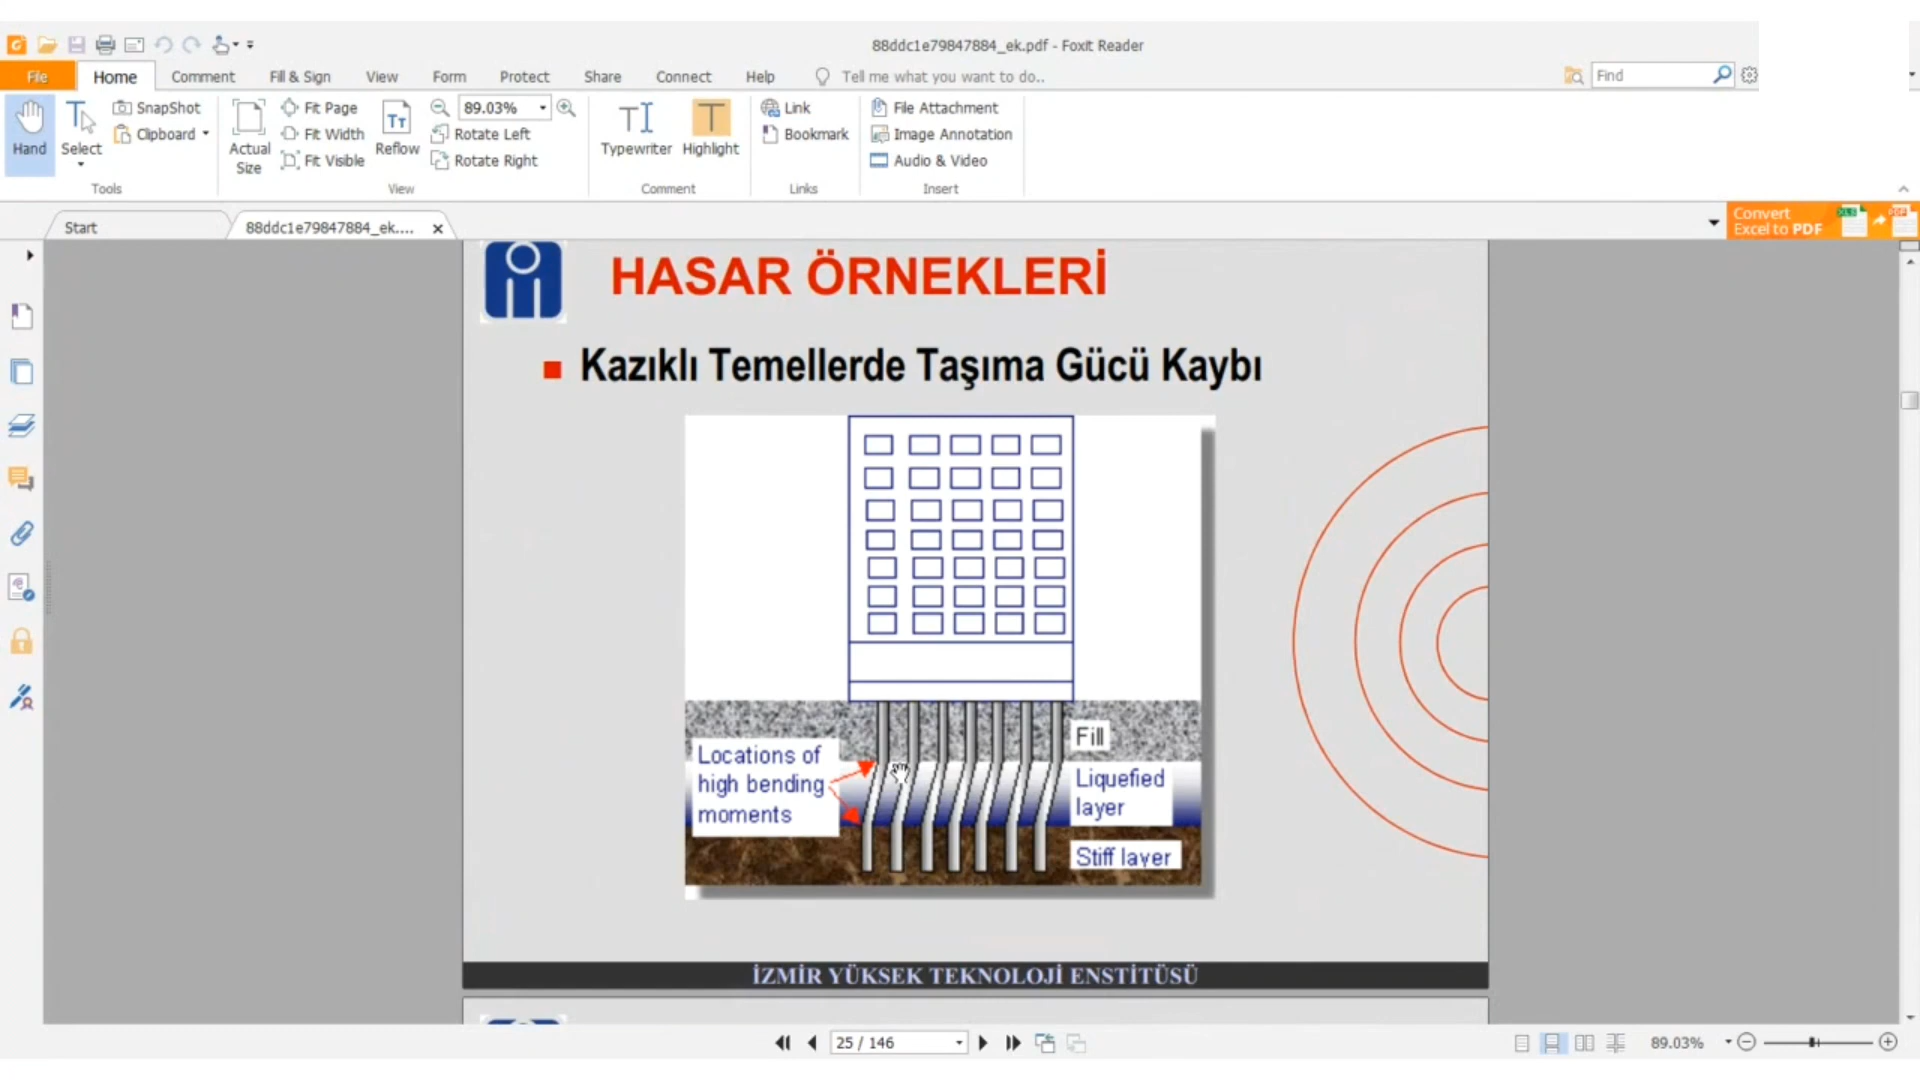 88ddc1e79847884_ek.pdf - Foxit Reader
File Home Comment Fill & Sign View Form Protect Share Connect Help Tell me what you want to do.. Find
Hand
Select
SnapShot
Clipboard
Tools
Actual
Size
Fit Page
Fit Width
Fit Visible
Reflow
89.03%
Rotate Left
Rotate Right
View
Typewriter
Highlight
Comment
Link
Bookmark
Links
File Attachment
Image Annotation
Audio & Video
Insert
Start
88ddc1e79847884_ek....
Convert
Excel to PDF
HASAR ÖRNEKLERİ
Kazıklı Temellerde Taşıma Gücü Kaybı
Locations of
high bending
moments
Fill
Liquefied
layer
Stiff layer
İZMİR YÜKSEK TEKNOLOJİ ENSTİTÜSÜ
25 / 146
89.03%